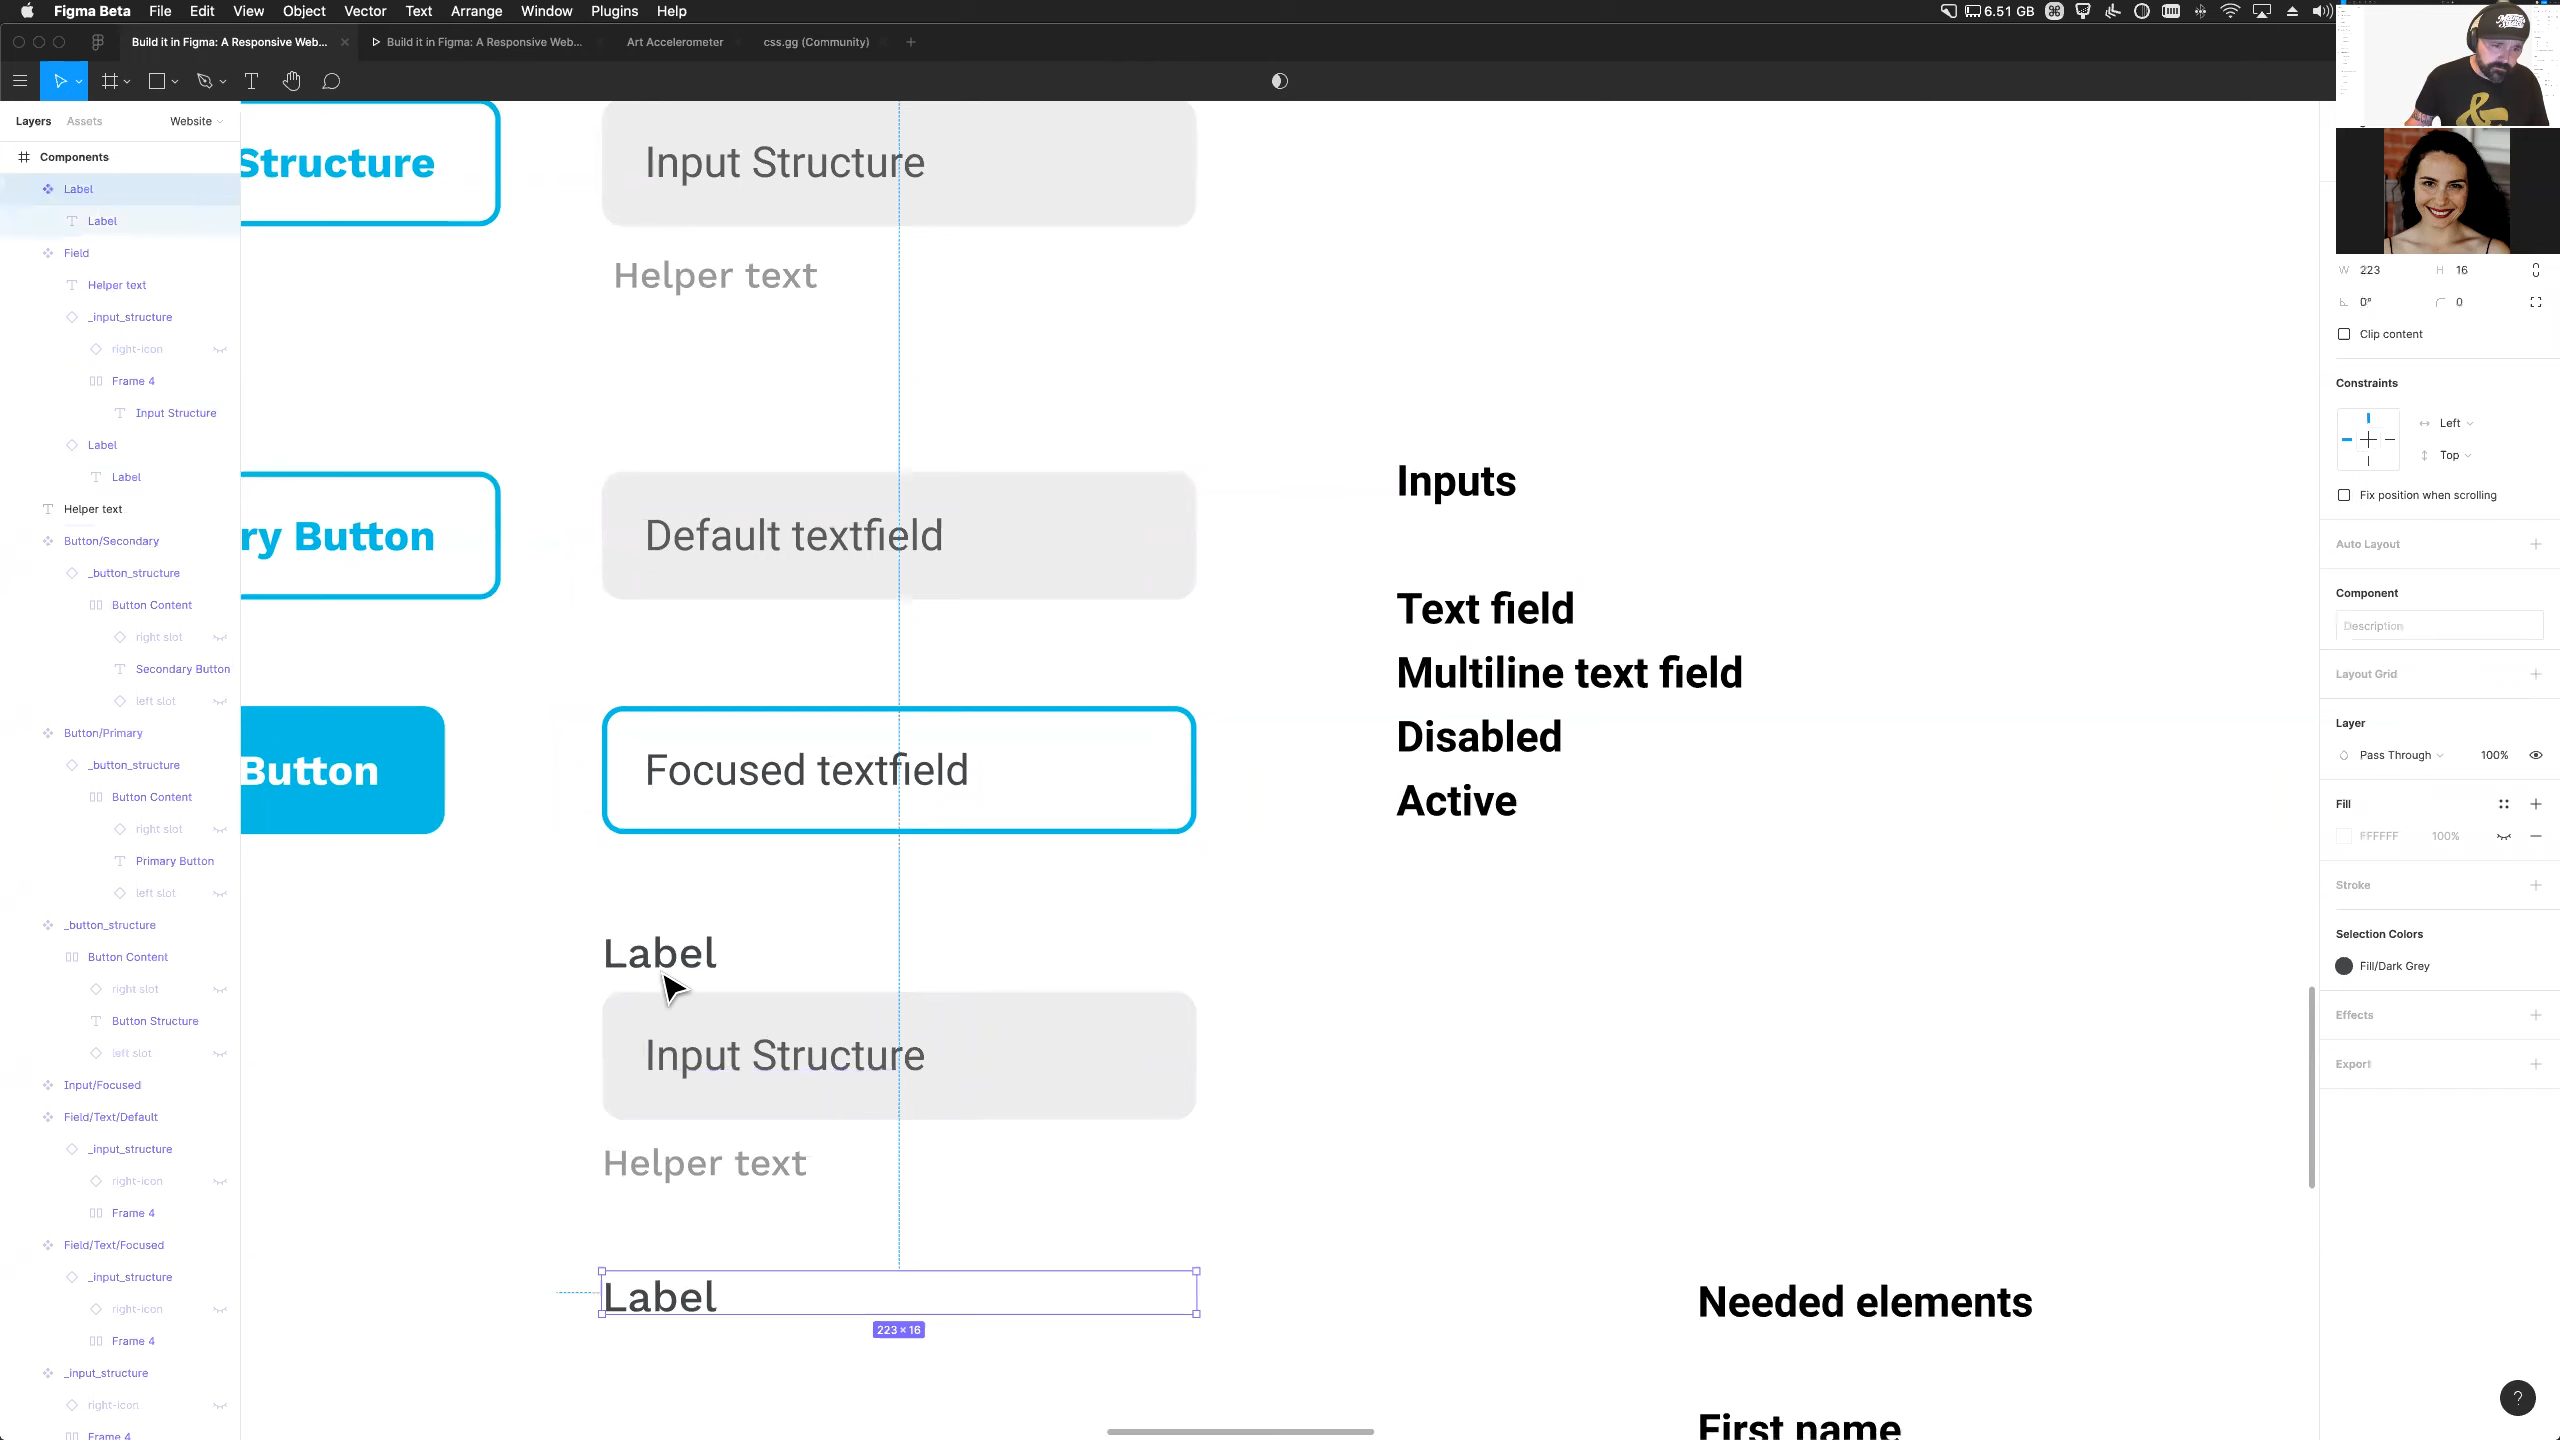 Figma Beta File Edit View Object Vector Text Arrange Window Plugins Help
6.51 GB
Build it in Figma: A Responsive Web...
Build it in Figma: A Responsive Web...
Art Accelerometer
css.gg (Community)
Layers Assets Website
Components
Label
Label
Field
Helper text
_input_structure
right-icon
Frame 4
Input Structure
Label
Label
Helper text
Button/Secondary
_button_structure
Button Content
right slot
Secondary Button
left slot
Button/Primary
_button_structure
Button Content
right slot
Primary Button
left slot
_button_structure
Button Content
right slot
Button Structure
left slot
Input/Focused
Field/Text/Default
_input_structure
right-icon
Frame 4
Field/Text/Focused
_input_structure
right-icon
Frame 4
_input_structure
right-icon
Frame 4
Structure
ry Button
Button
Input Structure
Helper text
Default textfield
Focused textfield
Label
Input Structure
Helper text
Label
223 × 16
Inputs
Text field
Multiline text field
Disabled
Active
Needed elements
First name
W 223 H 16
0° 0
Clip content
Constraints
Left
Top
Fix position when scrolling
Auto Layout
Component
Description
Layout Grid
Layer
Pass Through 100%
Fill
FFFFFF 100%
Stroke
Selection Colors
Fill/Dark Grey
Effects
Export
?